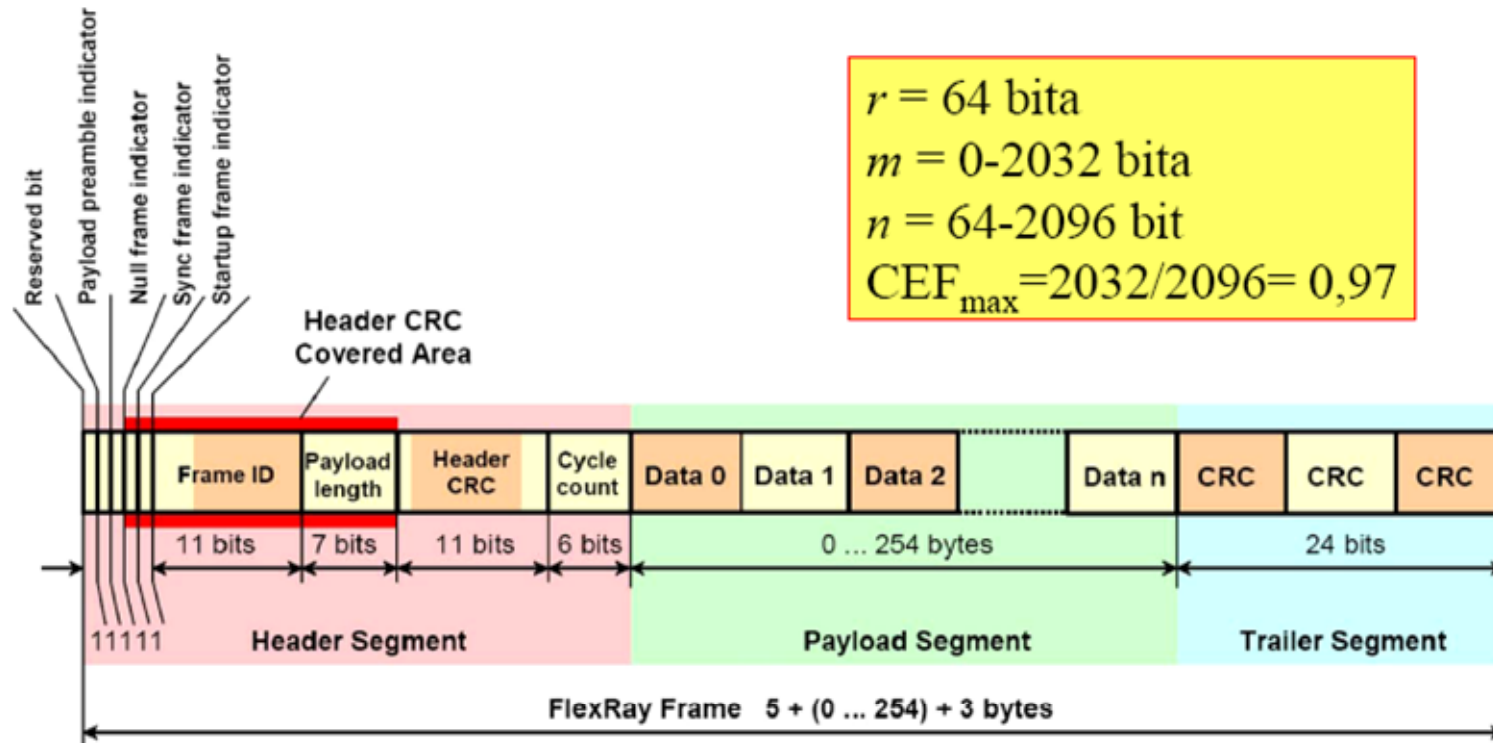 Reserved bit
Payload preamble indicator
Null frame indicator
Sync frame indicator
Startup frame indicator
r = 64 bita
m = 0-2032 bita
n = 64-2096 bit
CEFmax=2032/2096= 0,97
Header CRC
Covered Area
Frame ID
Payload
length
Header
CRC
Cycle
count
Data 0
Data 1
Data 2
Data n
CRC
CRC
CRC
11 bits
7 bits
11 bits
6 bits
0 ... 254 bytes
24 bits
11111
Header Segment
Payload Segment
Trailer Segment
FlexRay Frame 5 + (0 ... 254) + 3 bytes